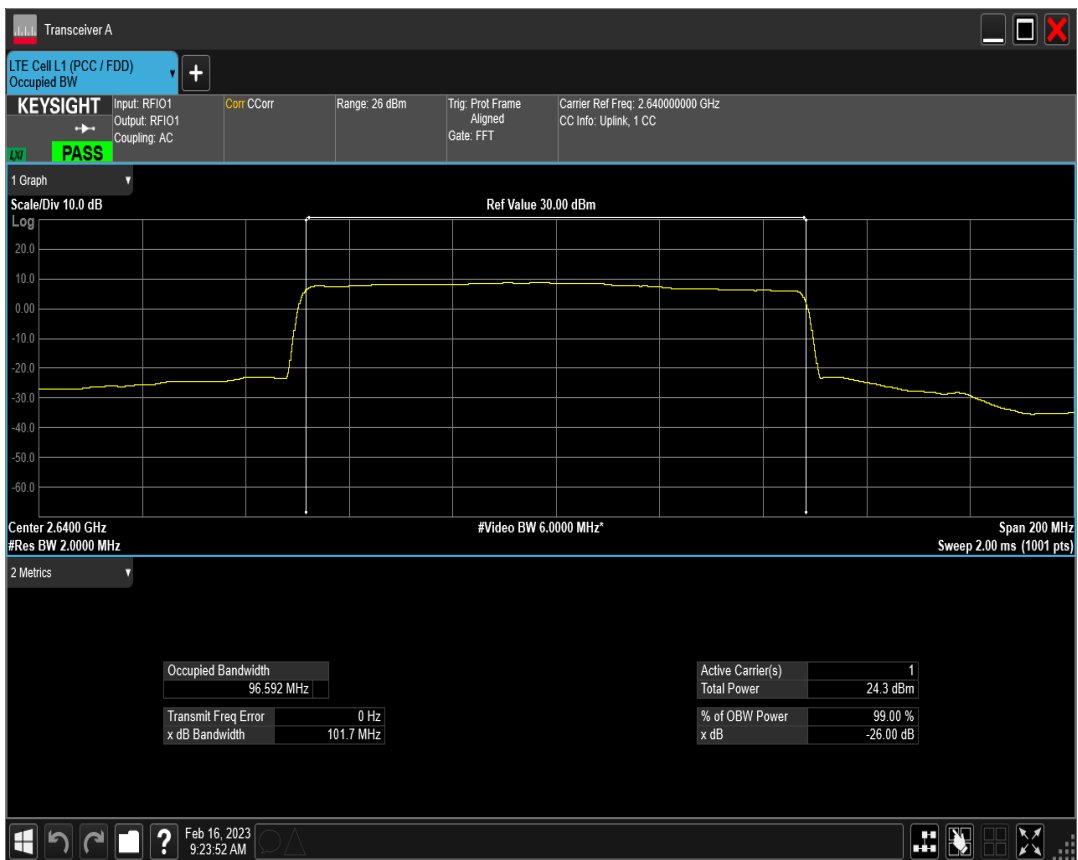 Transceiver A
LTE Cell L1 (PCC / FDD)
Occupied BW
+
KEYSIGHT
LXI
PASS
Input: RFIO1
Output: RFIO1
Coupling: AC
Corr CCorr
Range: 26 dBm
Trig: Prot Frame
Aligned
Gate: FFT
Carrier Ref Freq: 2.640000000 GHz
CC Info: Uplink, 1 CC
1 Graph
Scale/Div 10.0 dB
Ref Value 30.00 dBm
Log
20.0
10.0
0.00
-10.0
-20.0
-30.0
-40.0
-50.0
-60.0
Center 2.6400 GHz
#Video BW 6.0000 MHz*
Span 200 MHz
#Res BW 2.0000 MHz
Sweep 2.00 ms (1001 pts)
2 Metrics
Occupied Bandwidth
96.592 MHz
Transmit Freq Error 0 Hz
x dB Bandwidth 101.7 MHz
Active Carrier(s) 1
Total Power 24.3 dBm
% of OBW Power 99.00 %
x dB -26.00 dB
?
Feb 16, 2023
9:23:52 AM